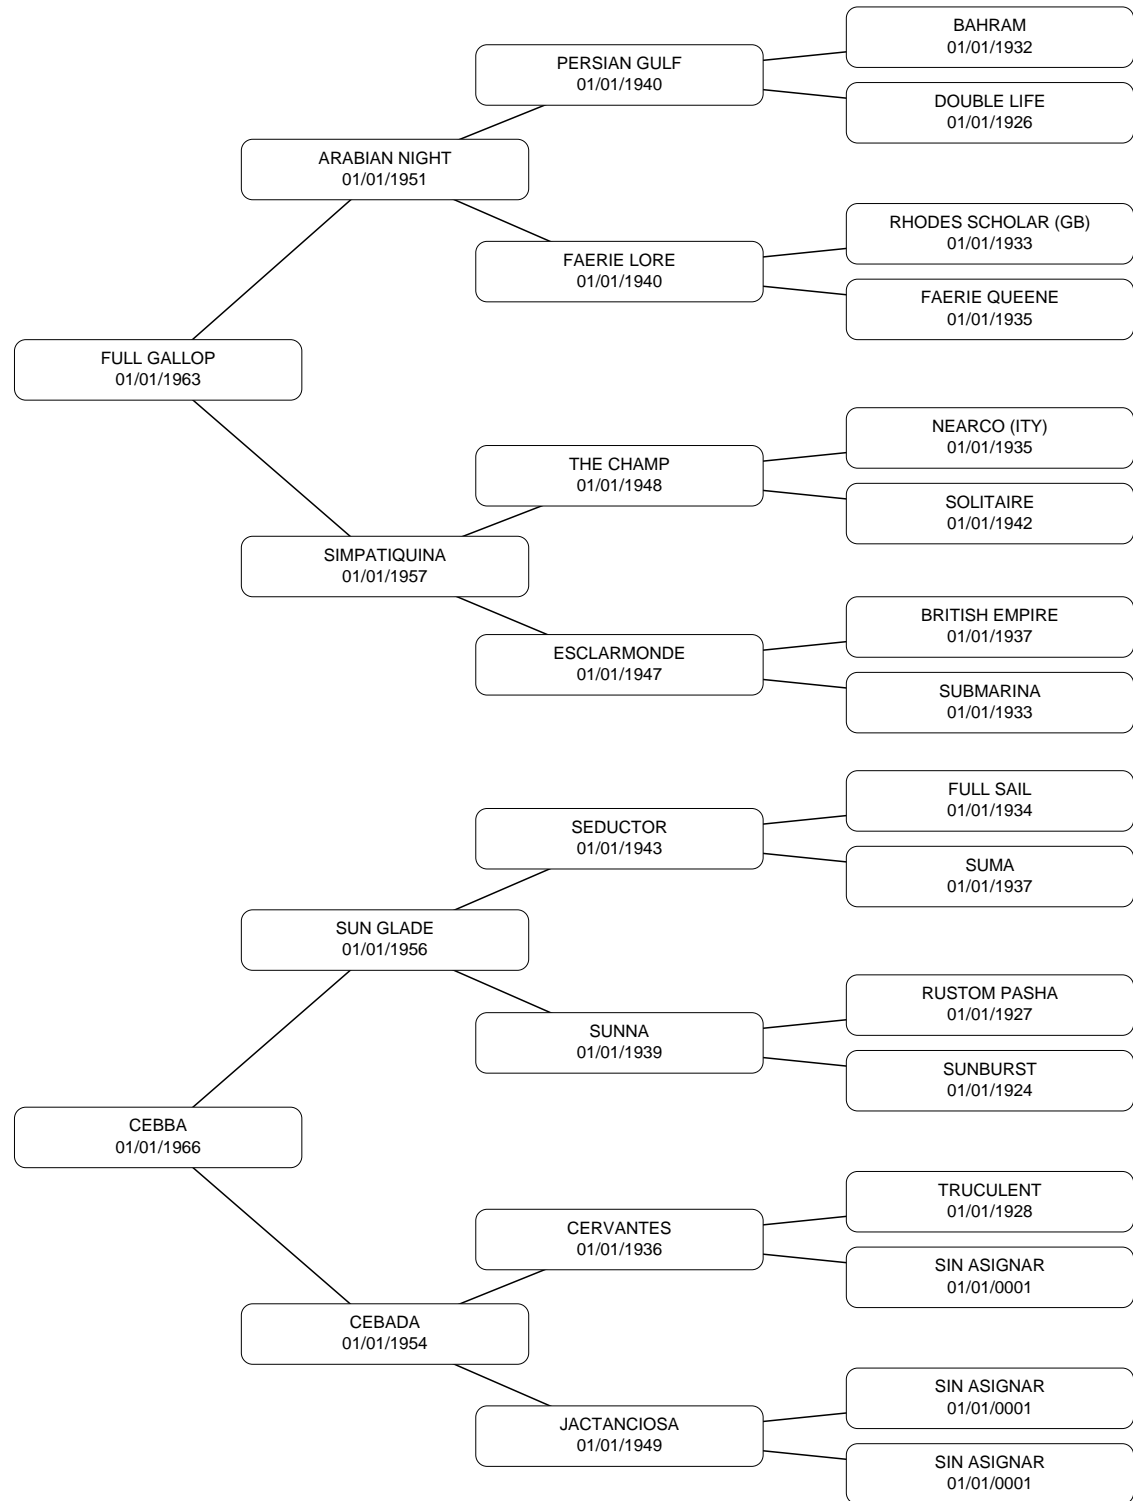 BAHRAM
01/01/1932
PERSIAN GULF
01/01/1940
DOUBLE LIFE
01/01/1926
ARABIAN NIGHT
01/01/1951
RHODES SCHOLAR (GB)
01/01/1933
FAERIE LORE
01/01/1940
FAERIE QUEENE
01/01/1935
FULL GALLOP
01/01/1963
NEARCO (ITY)
01/01/1935
THE CHAMP
01/01/1948
SOLITAIRE
01/01/1942
SIMPATIQUINA
01/01/1957
BRITISH EMPIRE
01/01/1937
ESCLARMONDE
01/01/1947
SUBMARINA
01/01/1933
FULL SAIL
01/01/1934
SEDUCTOR
01/01/1943
SUMA
01/01/1937
SUN GLADE
01/01/1956
RUSTOM PASHA
01/01/1927
SUNNA
01/01/1939
SUNBURST
01/01/1924
CEBBA
01/01/1966
TRUCULENT
01/01/1928
CERVANTES
01/01/1936
SIN ASIGNAR
01/01/0001
CEBADA
01/01/1954
SIN ASIGNAR
01/01/0001
JACTANCIOSA
01/01/1949
SIN ASIGNAR
01/01/0001